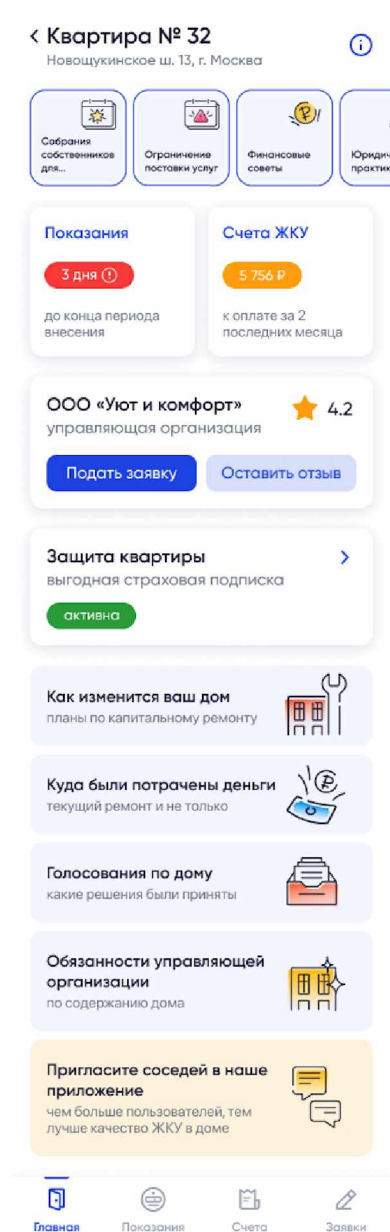 Квартира № 32
Новощукинское ш. 13, г. Москва
Собрания
собственников
для...
Ограничение
поставки услуг
Финансовые
советы
Юридич
практик
Показания
Счета ЖКУ
3 дня
5 756 ₽
до конца периода
внесения
к оплате за 2
последних месяца
ООО «Уют и комфорт»
4.2
управляющая организация
Подать заявку
Оставить отзыв
Защита квартиры
выгодная страховая подписка
активна
Как изменится ваш дом
планы по капитальному ремонту
Куда были потрачены деньги
текущий ремонт и не только
Голосования по дому
какие решения были приняты
Обязанности управляющей
организации
по содержанию дома
Пригласите соседей в наше
приложение
чем больше пользователей, тем
лучше качество ЖКУ в доме
Главная
Показания
Счета
Заявки